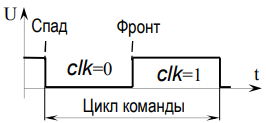 U
Спад
Фронт
clk=0
clk=1
t
Цикл команды